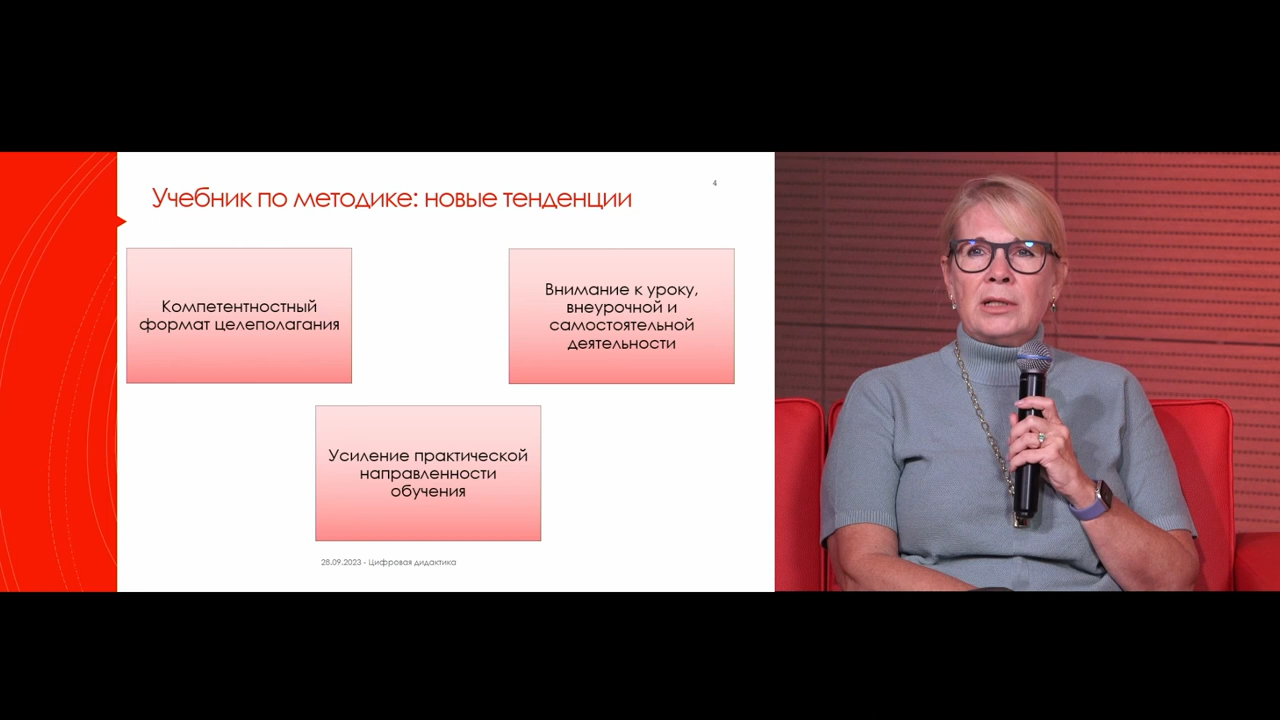 Учебник по методике: новые тенденции
4
Компетентностный
формат целеполагания
Внимание к уроку,
внеурочной и
самостоятельной
деятельности
Усиление практической
направленности
обучения
28.09.2023 - Цифровая дидактика